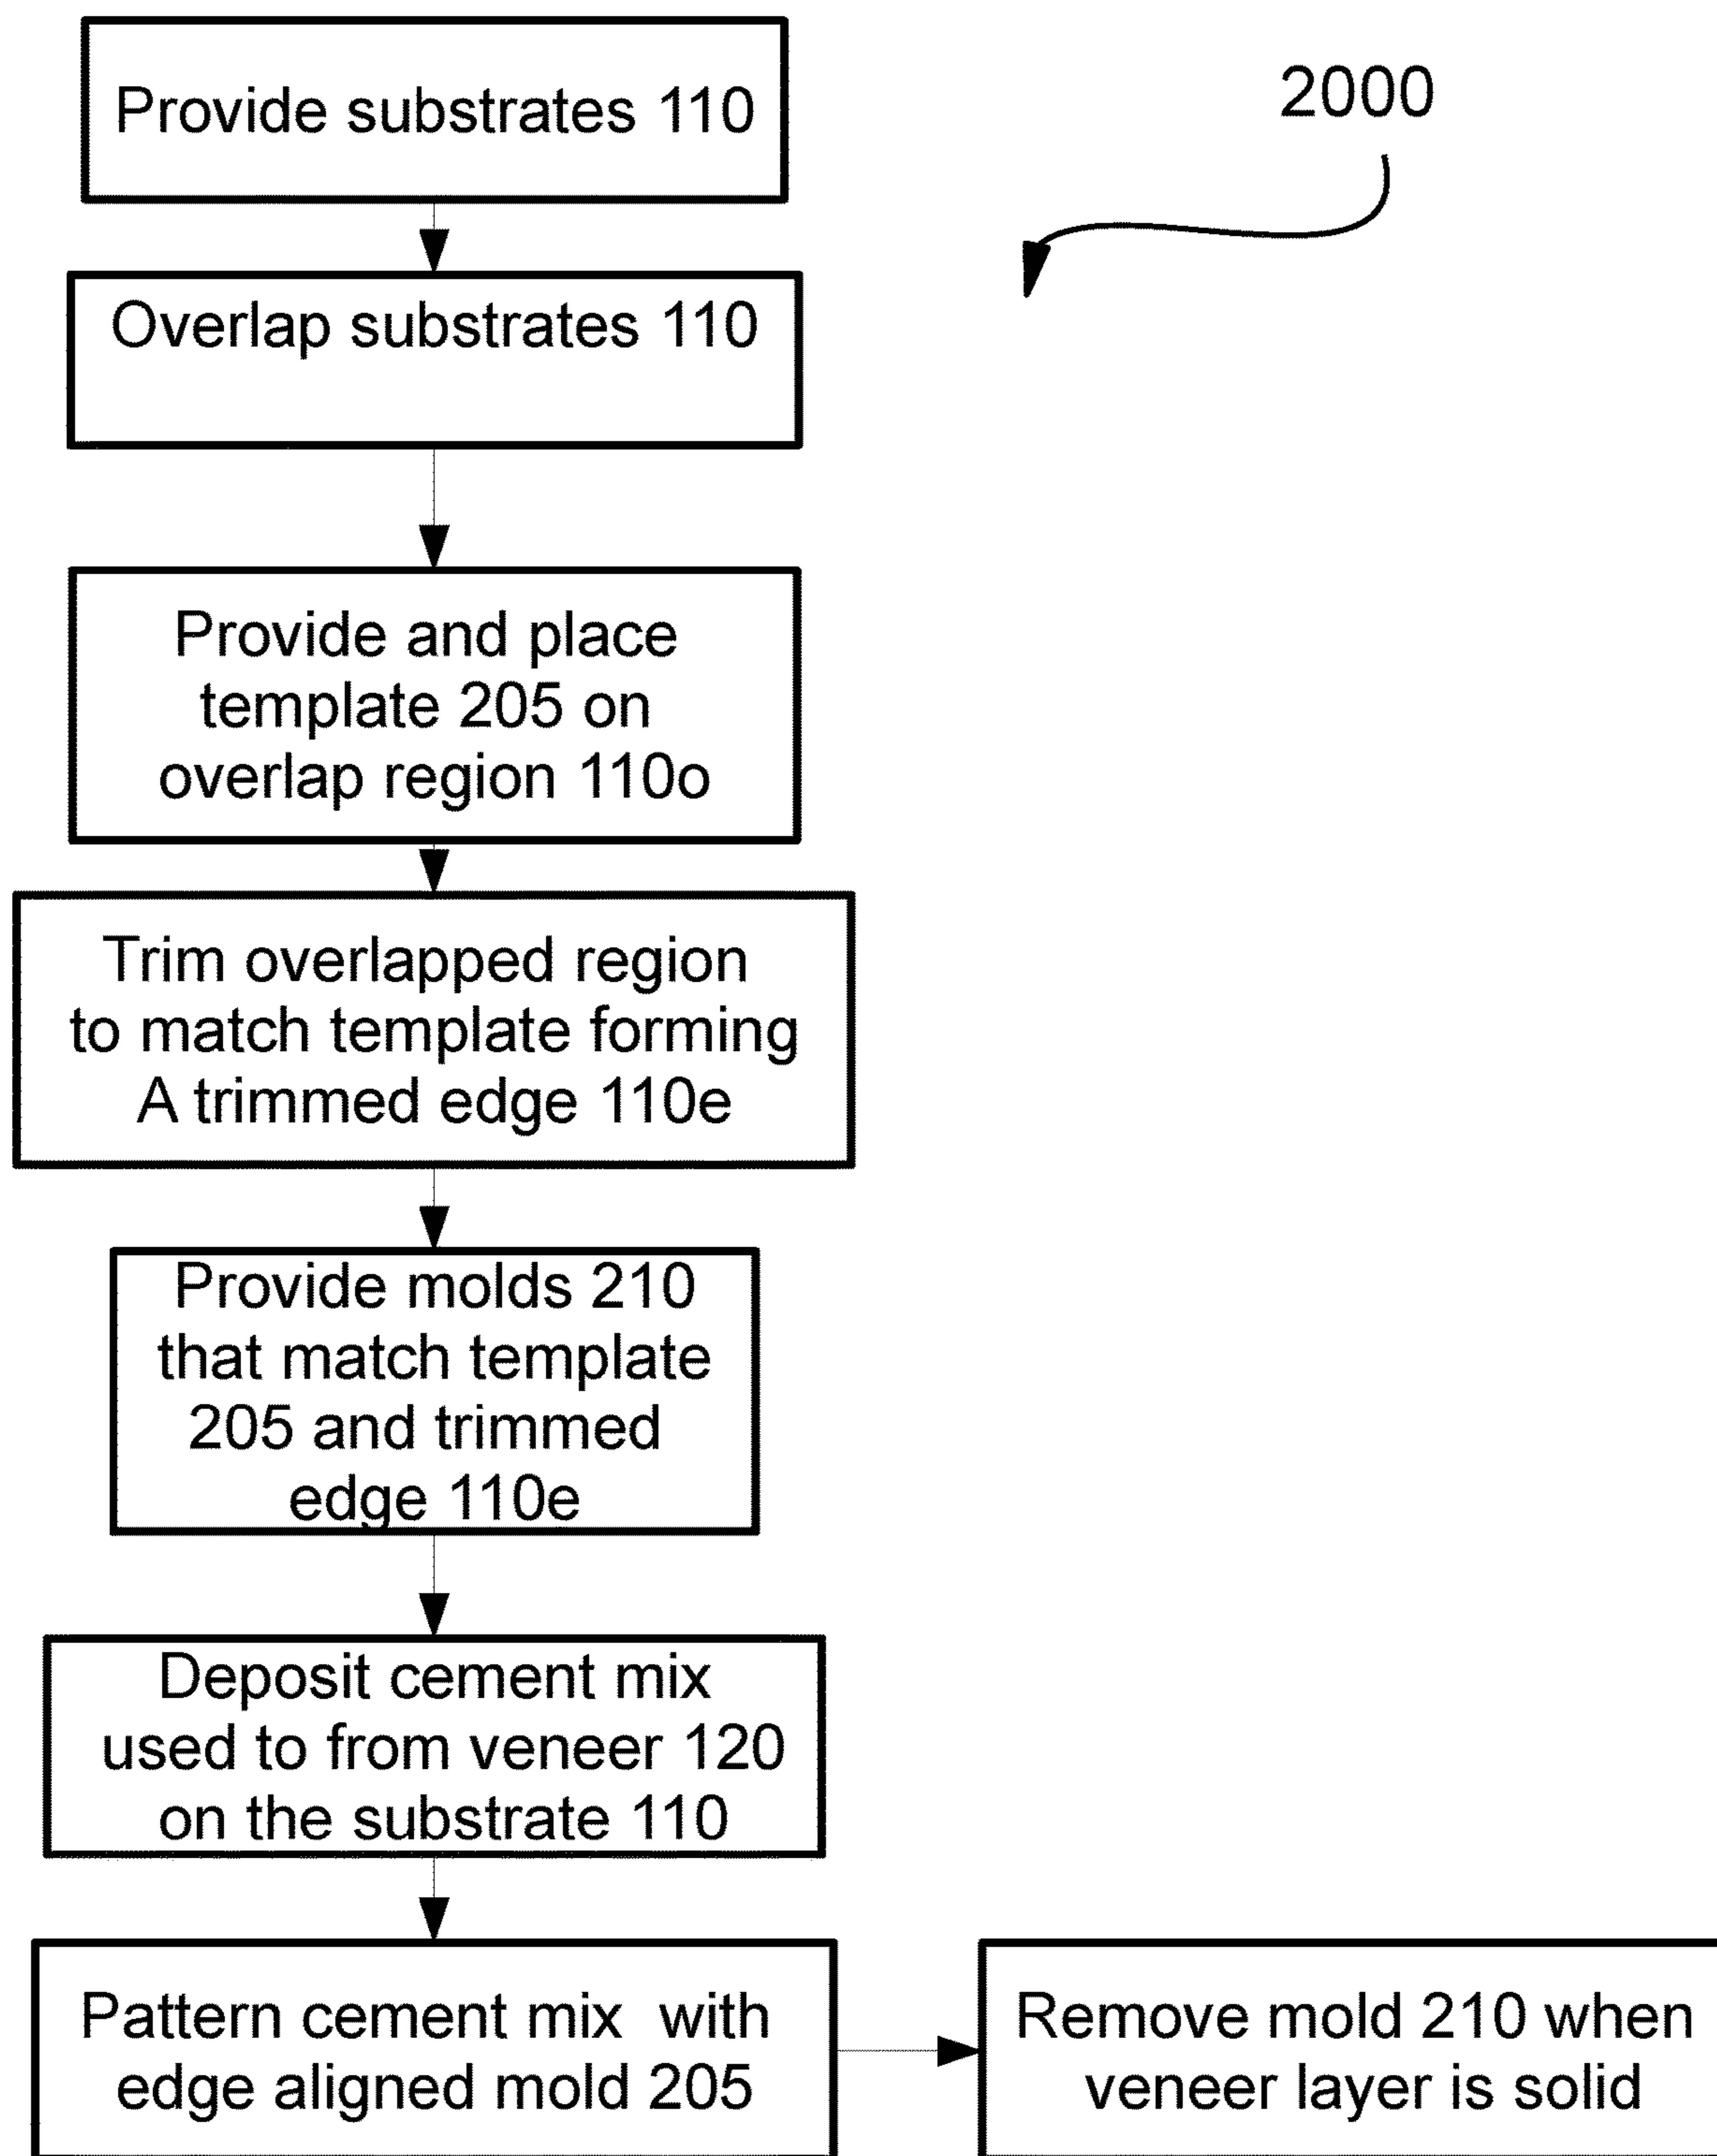 Provide substrates 110
2000
Overlap substrates 110
Provide and place
template 205 on
overlap region 110o
Trim overlapped region
to match template forming
A trimmed edge 110e
Provide molds 210
that match template
205 and trimmed
edge 110e
Deposit cement mix
used to from veneer 120
on the substrate 110
Pattern cement mix  with
edge aligned mold 205
Remove mold 210 when
veneer layer is solid